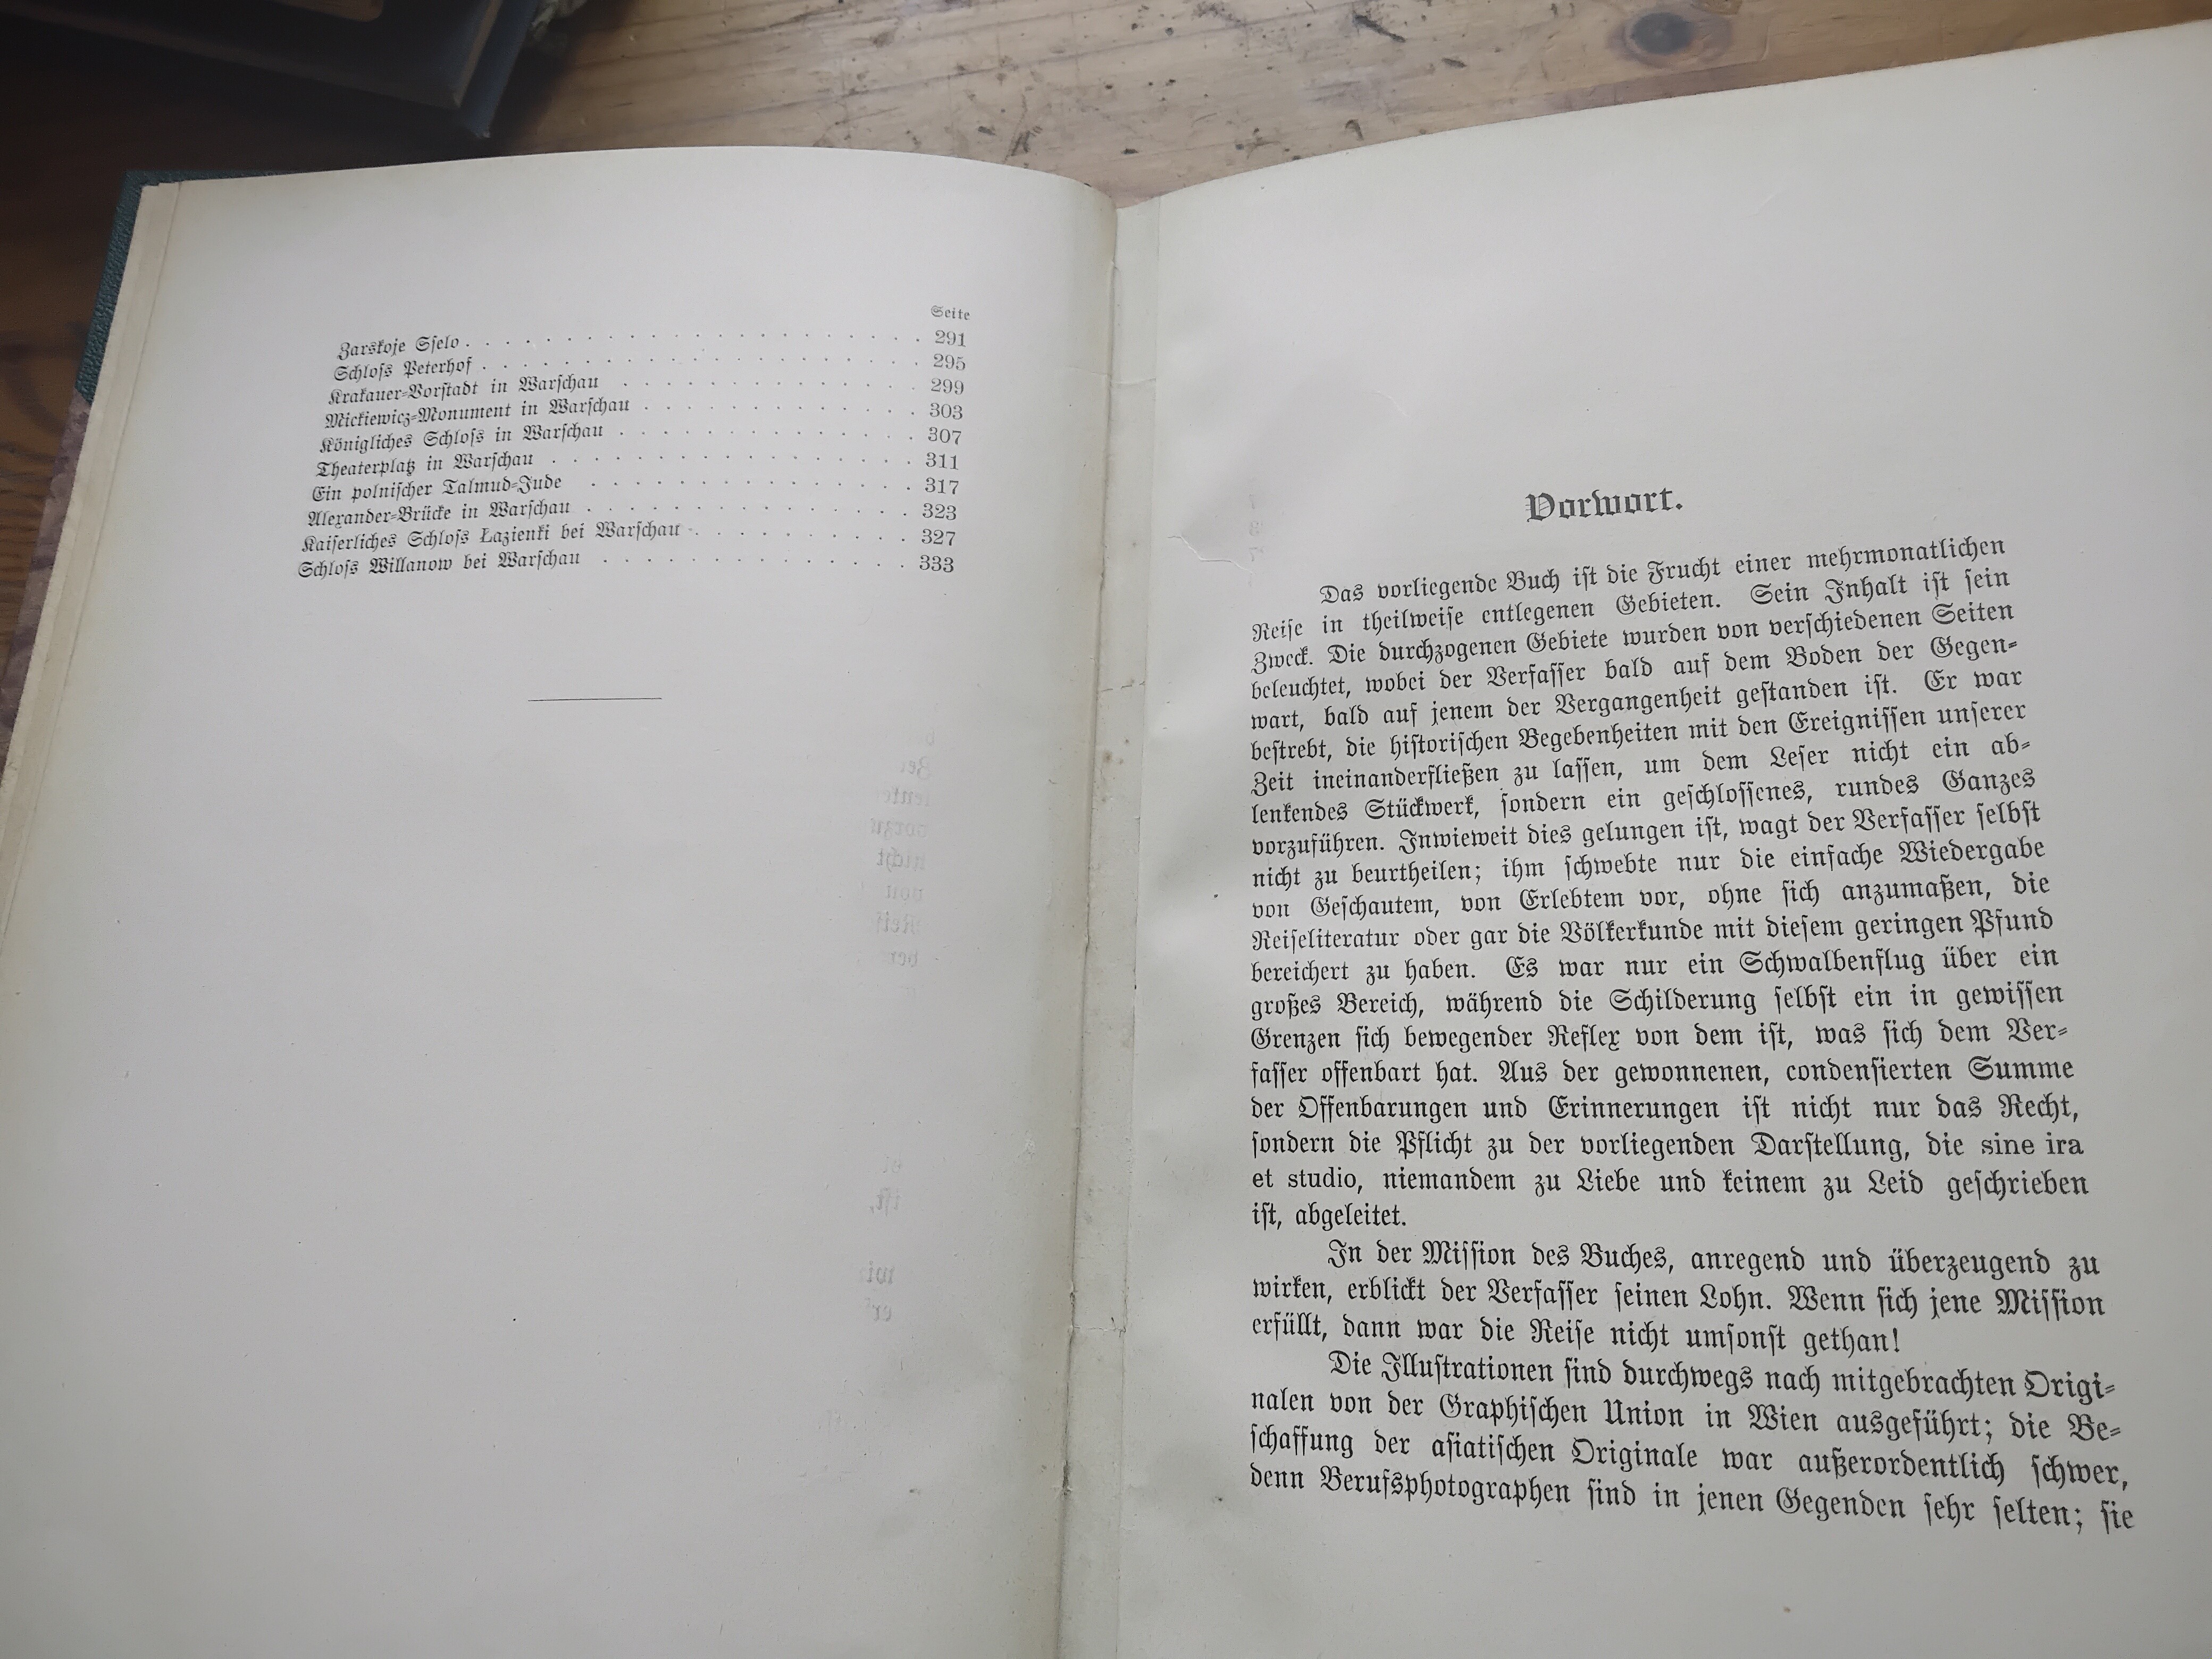 Seite
Zarskoje Sselo . . . . . . . . . . . . . . . . . . . 291
Schloss Peterhof . . . . . . . . . . . . . . . . . . 295
Krakauer-Vorstadt in Warschau . . . . . . . . . . . . . 299
Mickiewicz-Monument in Warschau . . . . . . . . . . . . 303
Königliches Schloss in Warschau . . . . . . . . . . . . . 307
Theaterplatz in Warschau . . . . . . . . . . . . . . . . 311
Ein polnischer Talmud-Jude . . . . . . . . . . . . . . 317
Alexander-Brücke in Warschau . . . . . . . . . . . . . . 323
Kaiserliches Schloss Łazienki bei Warschau . . . . . . . . . . 327
Schloss Willanow bei Warschau . . . . . . . . . . . . . 333
Vorwort.
Das vorliegende Buch ist die Frucht einer mehrmonatlichen
Reise in theilweise entlegenen Gebieten. Sein Inhalt ist sein
Zweck. Die durchzogenen Gebiete wurden von verschiedenen Seiten
beleuchtet, wobei der Verfasser bald auf dem Boden der Gegen-
wart, bald auf jenem der Vergangenheit gestanden ist. Er war
bestrebt, die historischen Begebenheiten mit den Ereignissen unserer
Zeit ineinanderfließen zu lassen, um dem Leser nicht ein ab-
lenkendes Stückwerk, sondern ein geschlossenes, rundes Ganzes
vorzuführen. Inwieweit dies gelungen ist, wagt der Verfasser selbst
nicht zu beurtheilen; ihm schwebte nur die einfache Wiedergabe
von Geschautem, von Erlebtem vor, ohne sich anzumaßen, die
Reiseliteratur oder gar die Völkerkunde mit diesem geringen Pfund
bereichert zu haben. Es war nur ein Schwalbenflug über ein
großes Bereich, während die Schilderung selbst ein in gewissen
Grenzen sich bewegender Reflex von dem ist, was sich dem Ver-
fasser offenbart hat. Aus der gewonnenen, condensierten Summe
der Offenbarungen und Erinnerungen ist nicht nur das Recht,
sondern die Pflicht zu der vorliegenden Darstellung, die sine ira
et studio, niemandem zu Liebe und keinem zu Leid geschrieben
ist, abgeleitet.
In der Mission des Buches, anregend und überzeugend zu
wirken, erblickt der Verfasser seinen Lohn. Wenn sich jene Mission
erfüllt, dann war die Reise nicht umsonst gethan!
Die Illustrationen sind durchwegs nach mitgebrachten Origi-
nalen von der Graphischen Union in Wien ausgeführt; die Be-
schaffung der asiatischen Originale war außerordentlich schwer,
denn Berufsphotographen sind in jenen Gegenden sehr selten; sie